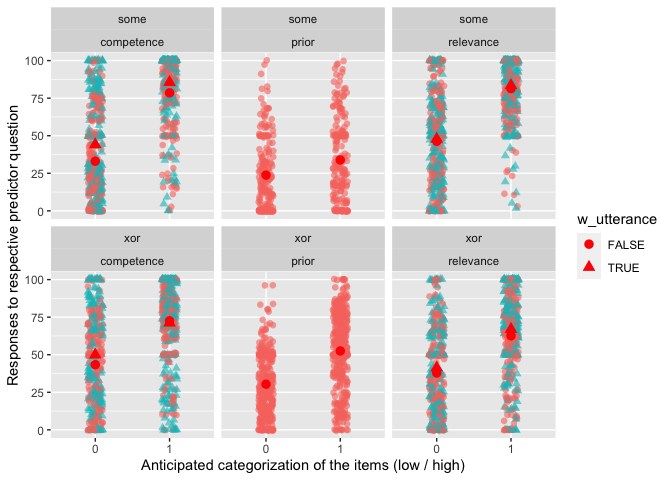 some
some
some
competence
prior
relevance
100
75
50
25
0
xor
xor
xor
competence
prior
relevance
100
75
50
25
0
0
1
0
1
0
1
Anticipated categorization of the items (low / high)
Responses to respective predictor question
w_utterance
FALSE
TRUE